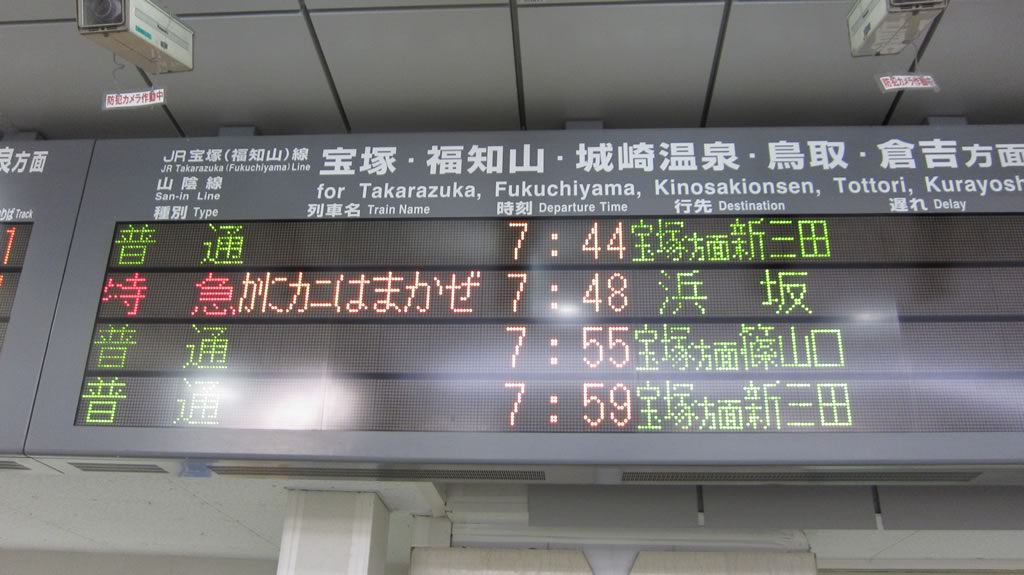 防犯カメラ作動中
防犯カメラ作動中
泉方面
JR宝塚(福知山)線
JR Takarazuka (Fukuchiyama) Line
山陰線
San-in Line
宝塚・福知山・城崎温泉・鳥取・倉吉方面
for Takarazuka, Fukuchiyama, Kinosakionsen, Tottori, Kurayosh
Track
種別 Type 列車名 Train Name 時刻 Departure Time 行先 Destination 遅れ Delay
普通 7:44 宝塚方面新三田
特急 かにカニはまかぜ 7:48 浜坂
普通 7:55 宝塚方面篠山口
普通 7:59 宝塚方面新三田